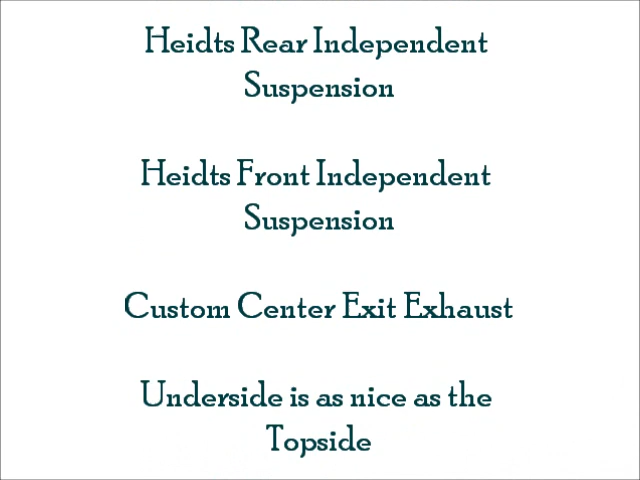 Heidts Rear Independent
Suspension
Heidts Front Independent
Suspension
Custom Center Exit Exhaust
Underside is as nice as the
Topside